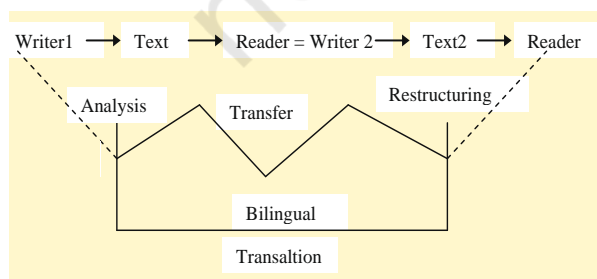 Writer1 Text Reader = Writer 2 Text2 Reader
Analysis
Restructuring
Transfer
Bilingual
Transaltion